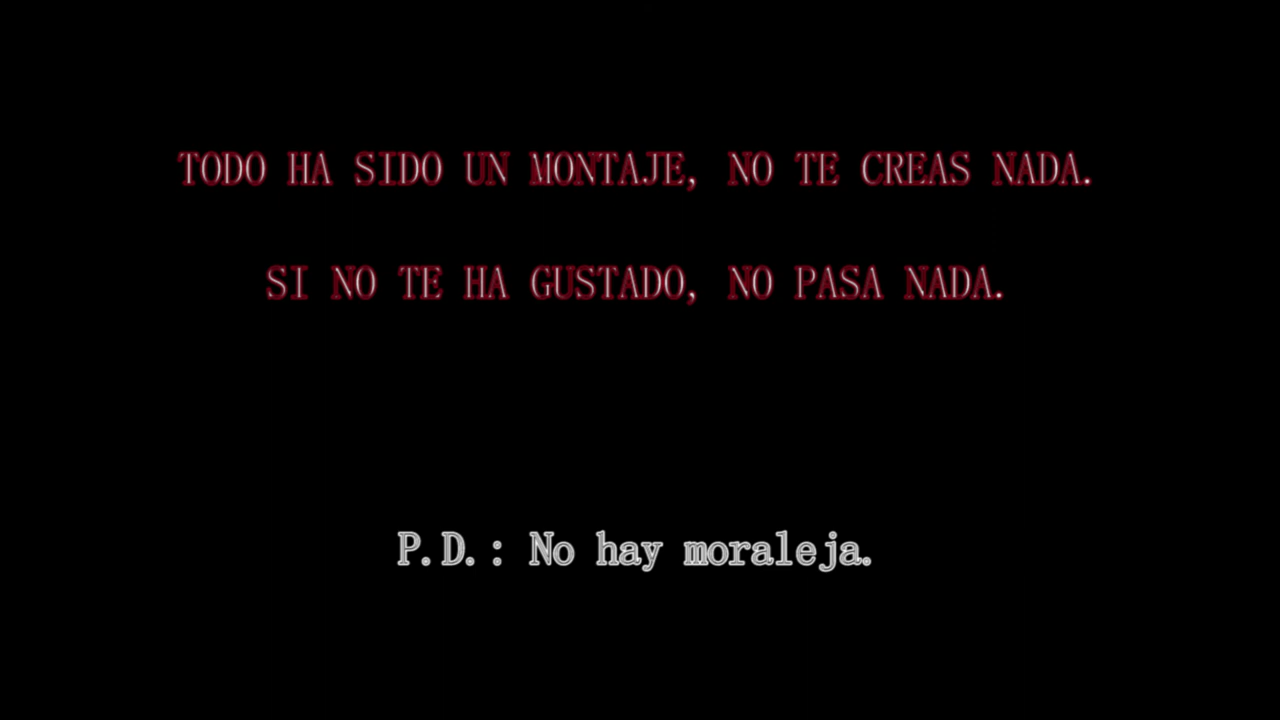 TODO HA SIDO UN MONTAJE, NO TE CREAS NADA.
SI NO TE HA GUSTADO, NO PASA NADA.
P.D.: No hay moraleja.